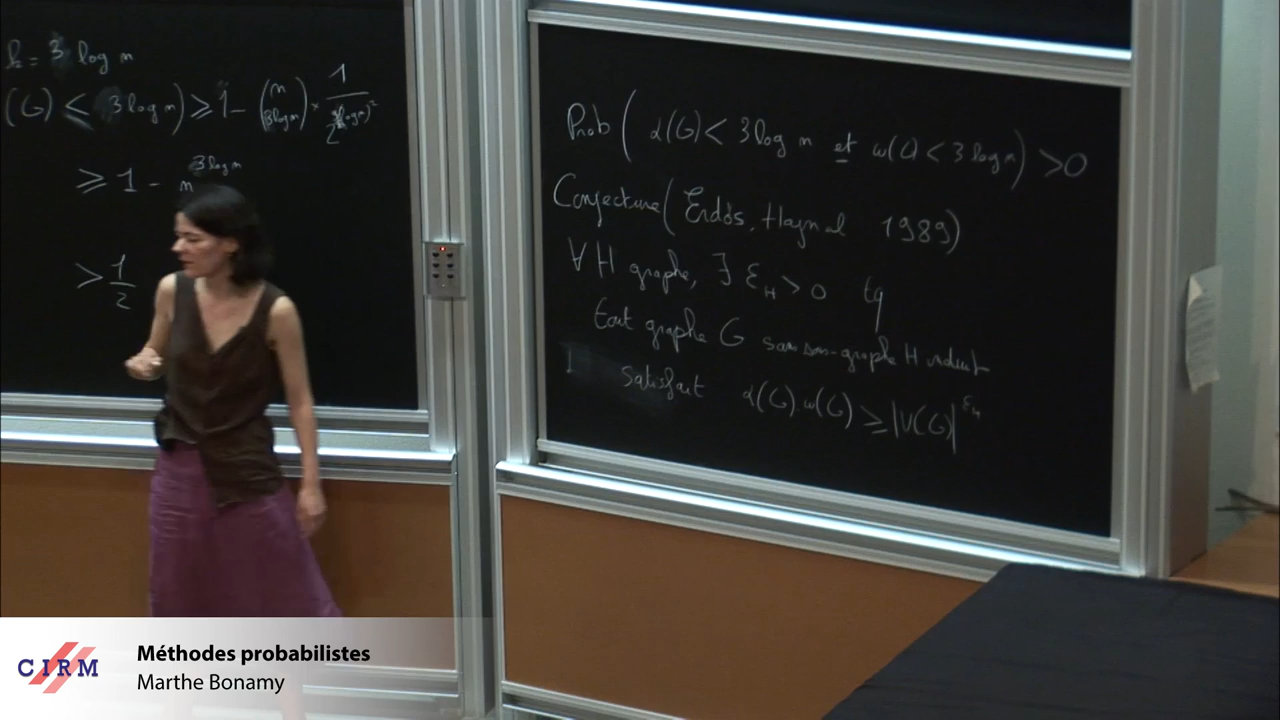 k = 3 log n
(G) ≤ 3 log n) ≥ 1 - (n 3log n) × 1
≥ 1 - n^{3 log n}
> 1/2
Prob ( α(G) < 3 log n et ω(G) < 3 log n ) > 0
Conjecture (Erdős, Hajnal 1989)
∀ H graphe, ∃ ε_H > 0 tq
tout graphe G sans sous-graphe H induit
satisfait α(G).ω(G) ≥ |V(G)|^{ε_H}
CIRM
Méthodes probabilistes
Marthe Bonamy